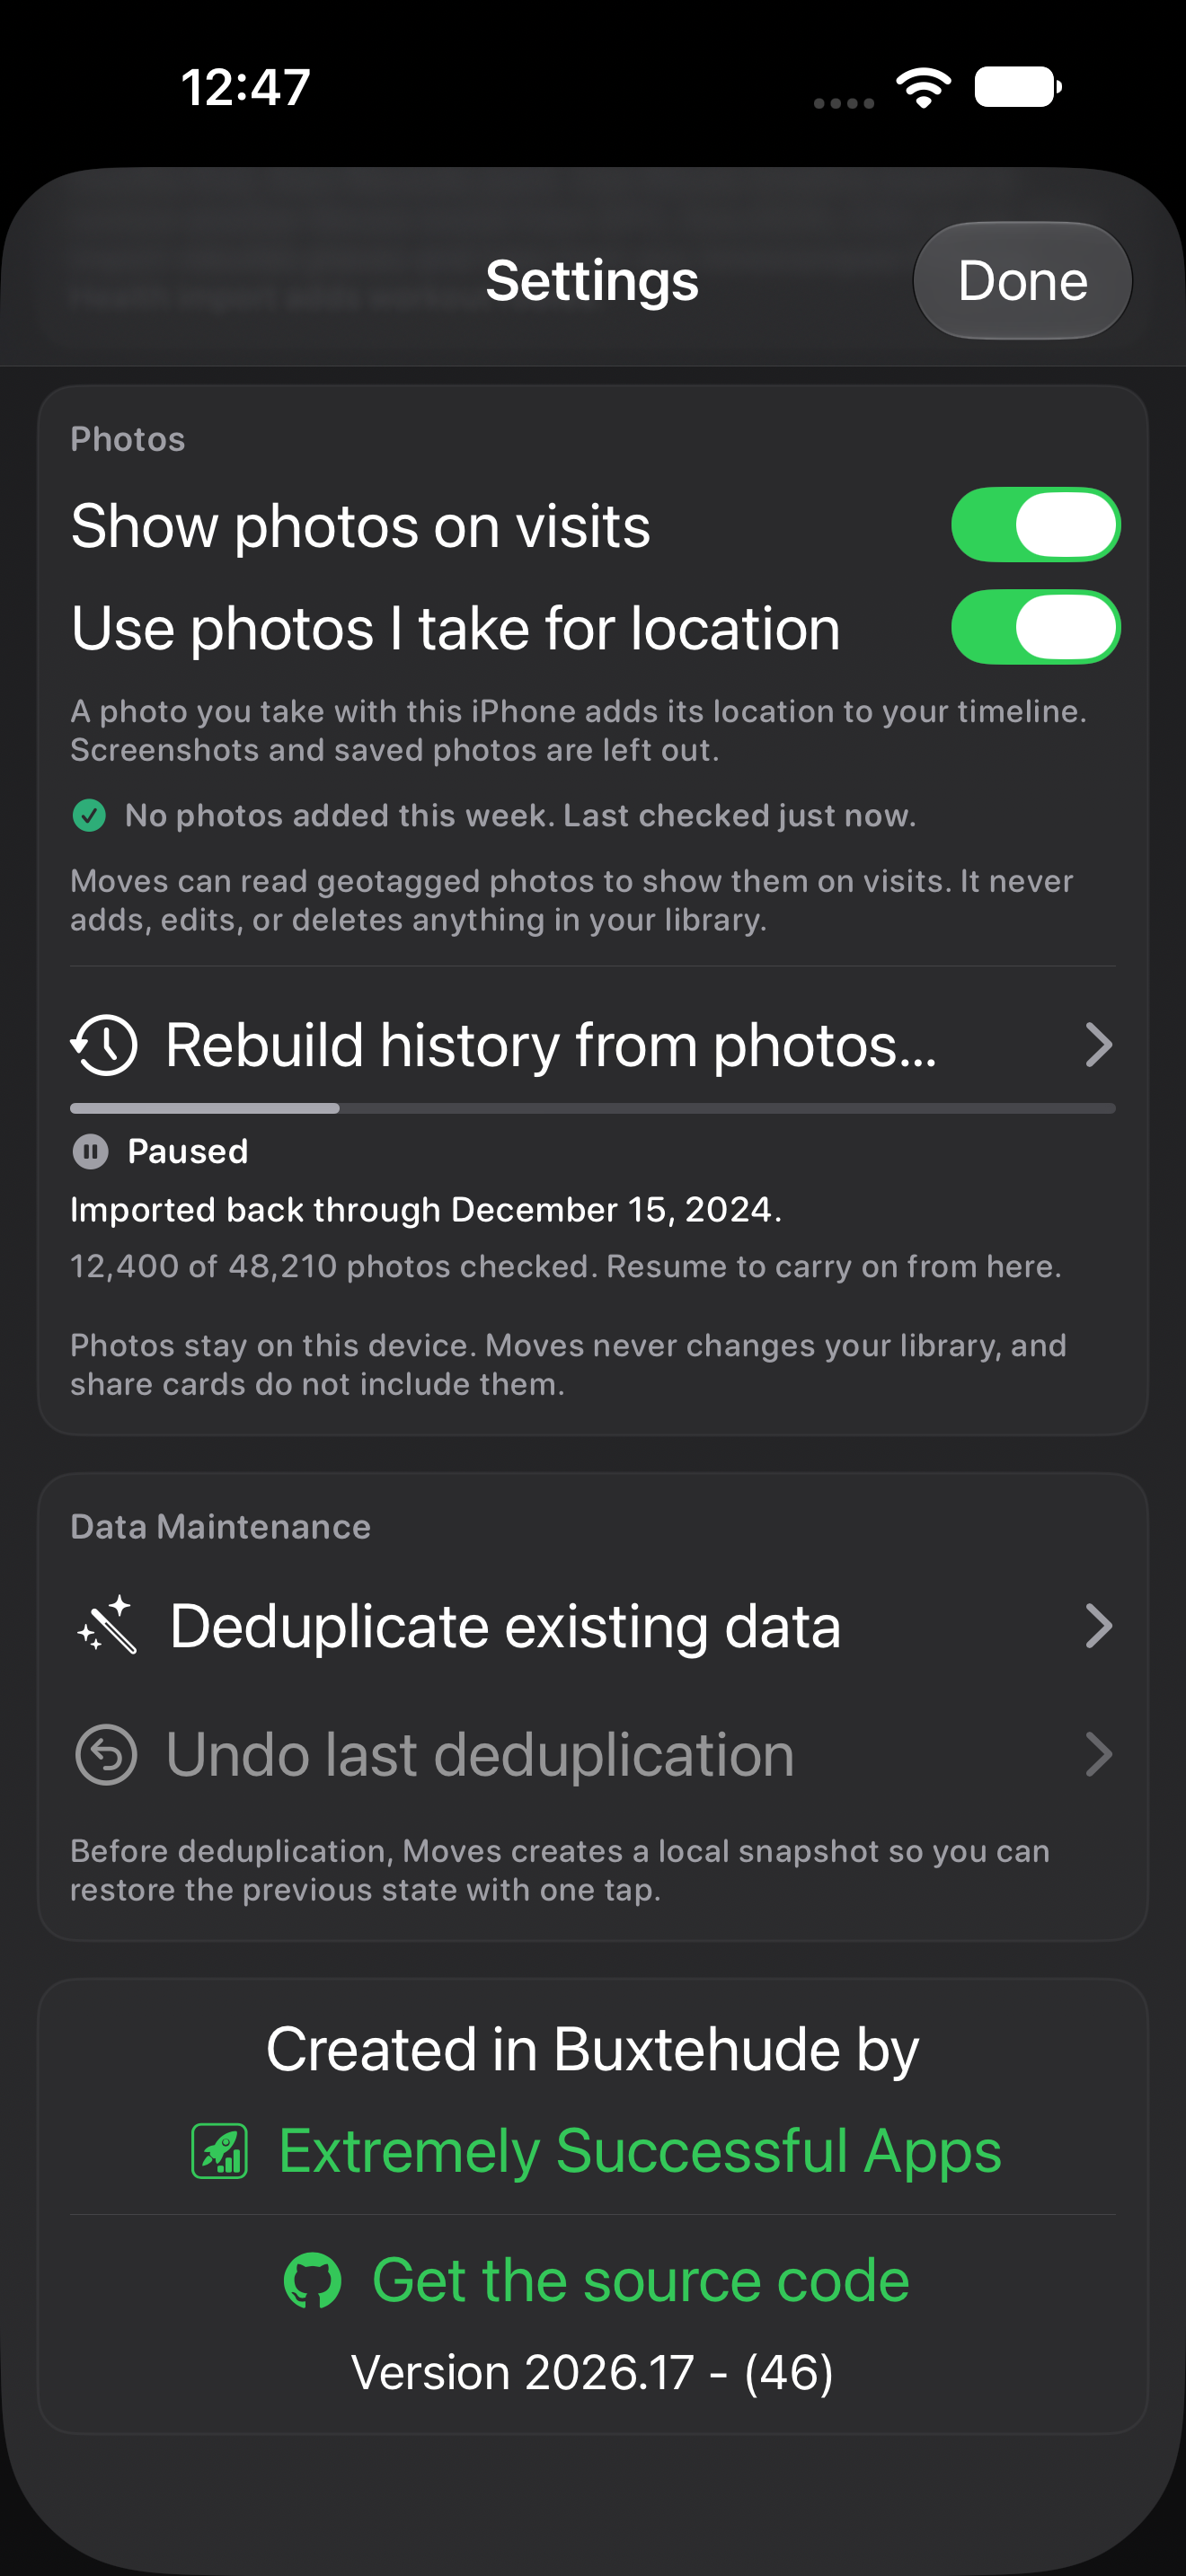 12:47
Settings
Done
Photos
Show photos on visits
Use photos I take for location
A photo you take with this iPhone adds its location to your timeline.
Screenshots and saved photos are left out.
No photos added this week. Last checked just now.
Moves can read geotagged photos to show them on visits. It never
adds, edits, or deletes anything in your library.
Rebuild history from photos...
Paused
Imported back through December 15, 2024.
12,400 of 48,210 photos checked. Resume to carry on from here.
Photos stay on this device. Moves never changes your library, and
share cards do not include them.
Data Maintenance
Deduplicate existing data
Undo last deduplication
Before deduplication, Moves creates a local snapshot so you can
restore the previous state with one tap.
Created in Buxtehude by
Extremely Successful Apps
Get the source code
Version 2026.17 - (46)